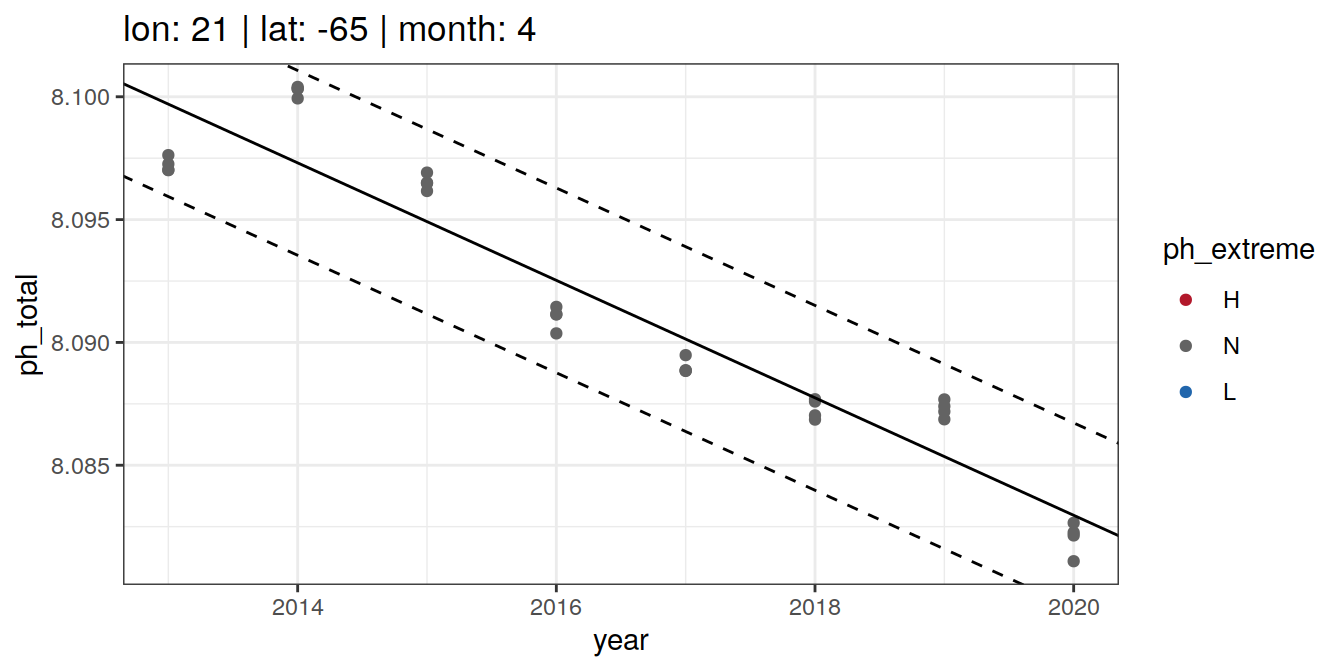 lon: 21 | lat: -65 | month: 4
8.100
8.095
8.090
8.085
ph_total
2014
2016
2018
2020
year
ph_extreme
H
N
L